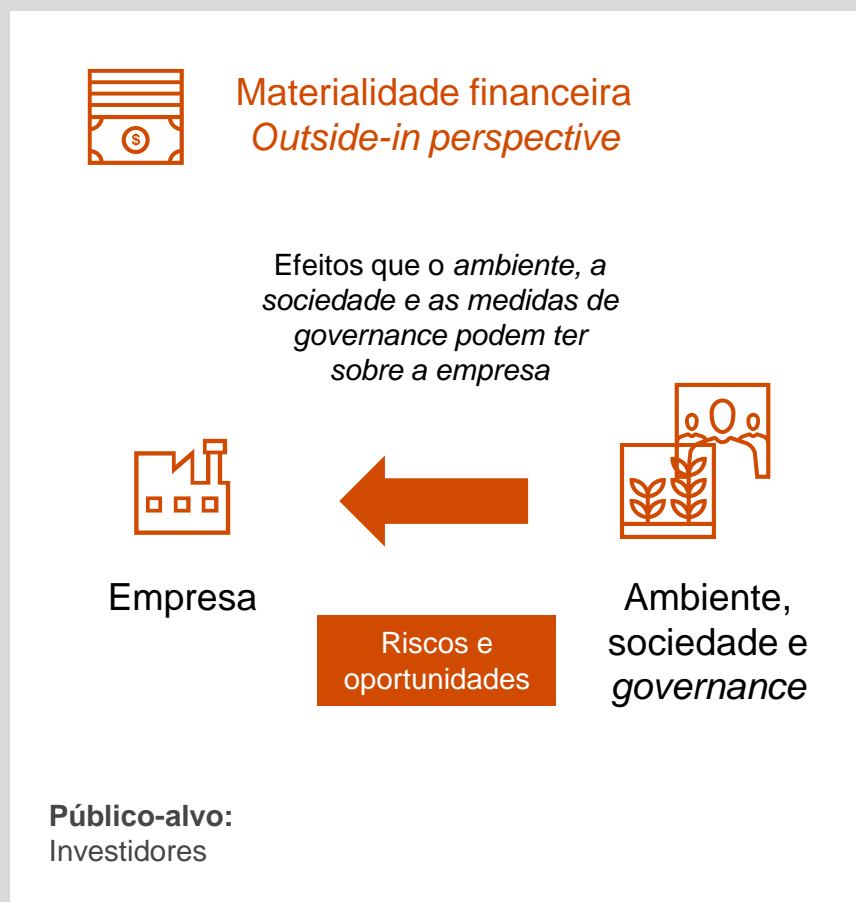 Materialidade financeira
Outside-in perspective
$
Efeitos que o ambiente, a
sociedade e as medidas de
governance podem ter
sobre a empresa
Empresa
Riscos e
oportunidades
Ambiente,
sociedade e
governance
Público-alvo:
Investidores